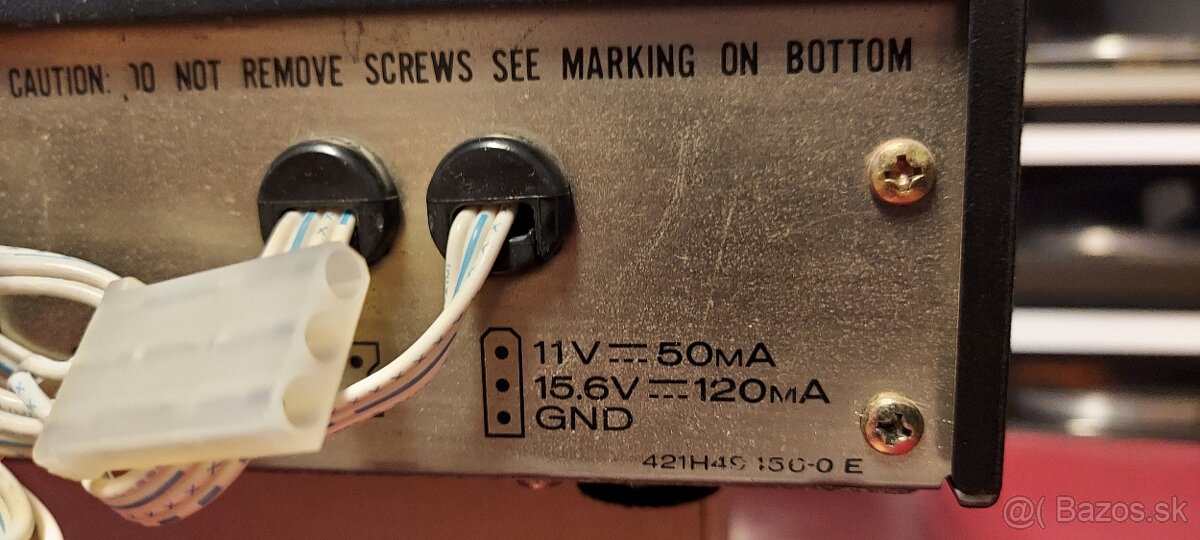 CAUTION: DO NOT REMOVE SCREWS SEE MARKING ON BOTTOM
11V⎓50mA
15.6V⎓120mA
GND
@( Bazos.sk